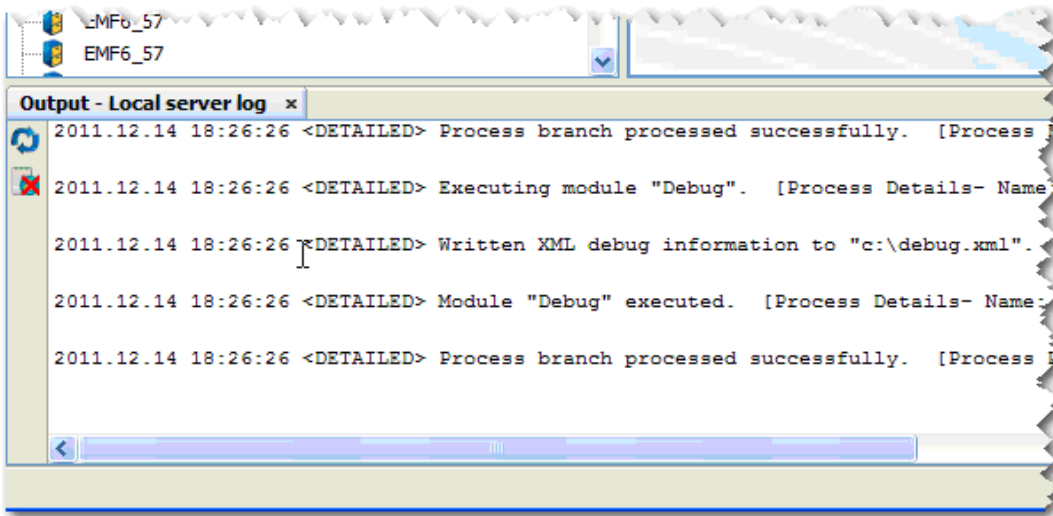 EMF6_57
EMF6_57
Output - Local server log x
2011.12.14 18:26:26 <DETAILED> Process branch processed successfully. [Process
2011.12.14 18:26:26 <DETAILED> Executing module "Debug". [Process Details- Name
2011.12.14 18:26:26 <DETAILED> Written XML debug information to "c:\debug.xml".
2011.12.14 18:26:26 <DETAILED> Module "Debug" executed. [Process Details- Name:
2011.12.14 18:26:26 <DETAILED> Process branch processed successfully. [Process